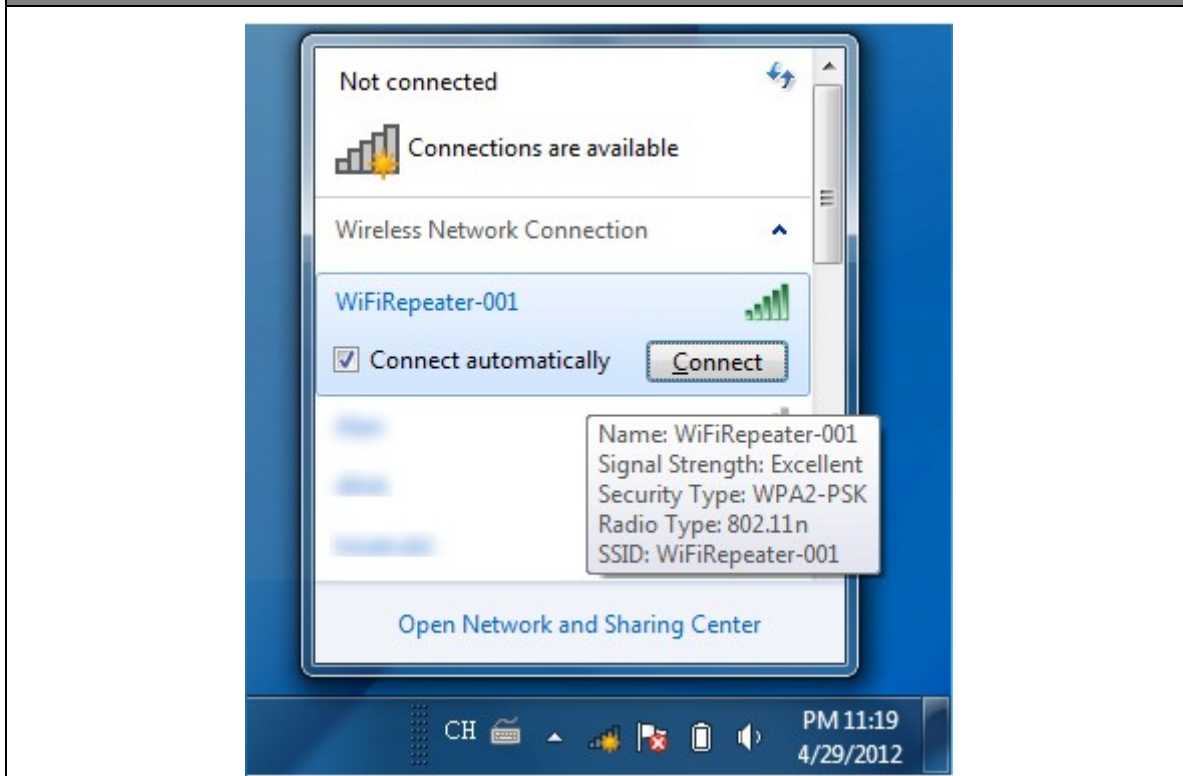 Not connected
Connections are available
Wireless Network Connection
WiFiRepeater-001
Connect automatically
Connect
Name: WiFiRepeater-001
Signal Strength: Excellent
Security Type: WPA2-PSK
Radio Type: 802.11n
SSID: WiFiRepeater-001
Open Network and Sharing Center
CH
PM 11:19
4/29/2012